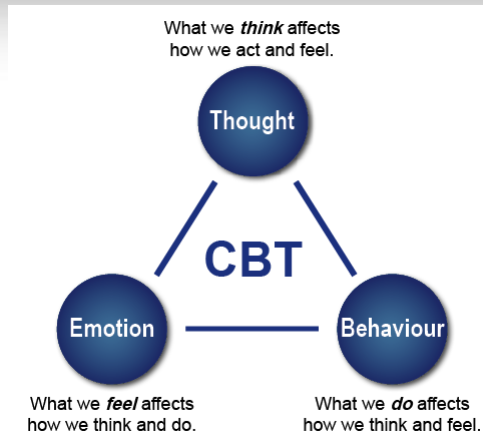 What we think affects
how we act and feel.
Thought
CBT
Emotion
Behaviour
What we feel affects
how we think and do.
What we do affects
how we think and feel.